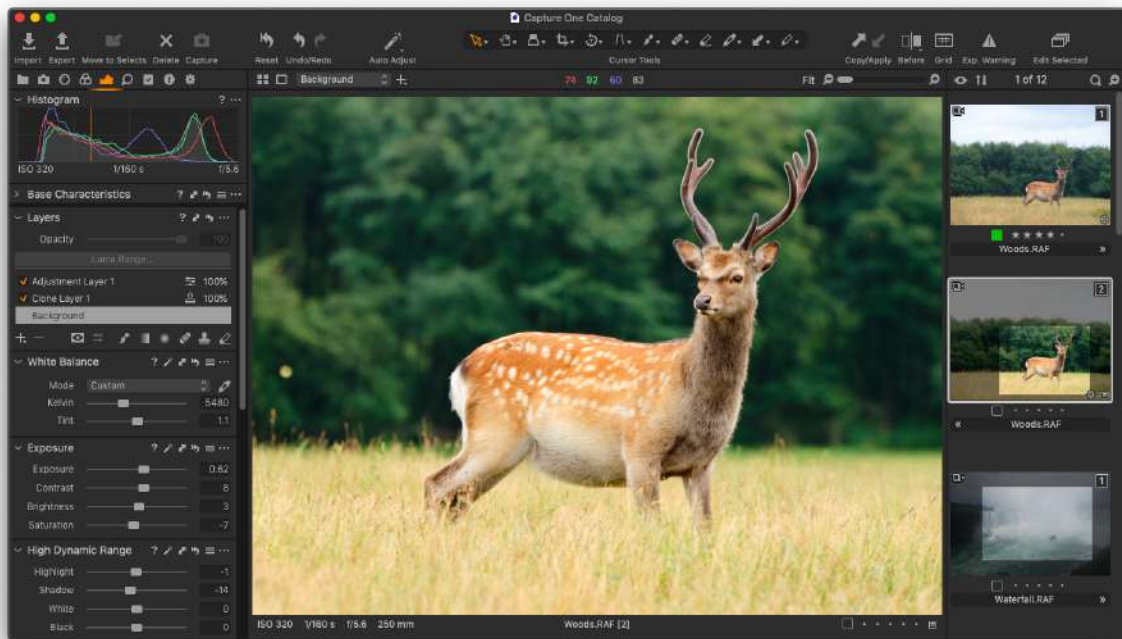 Capture One Catalog
Import Export Move to Selects Delete Capture Reset Undo/Redo Auto Adjust Cursor Tools Copy/Apply Before Grid Exp. Warning Edit Selected
Background 74 92 60 83 Fit 1 of 12
Histogram
ISO 320 1/160 s f/5.6
Base Characteristics
Layers
Opacity 100
Luma Range...
Adjustment Layer 1 100%
Clone Layer 1 100%
Background
White Balance
Mode Custom
Kelvin 5480
Tint 1.1
Exposure
Exposure 0.62
Contrast 8
Brightness 3
Saturation -7
High Dynamic Range
Highlight -1
Shadow -14
White 0
Black 0
ISO 320 1/160 s f/5.6 250 mm Woods.RAF [2]
1
Woods.RAF
2
Woods.RAF
1
Waterfall.RAF